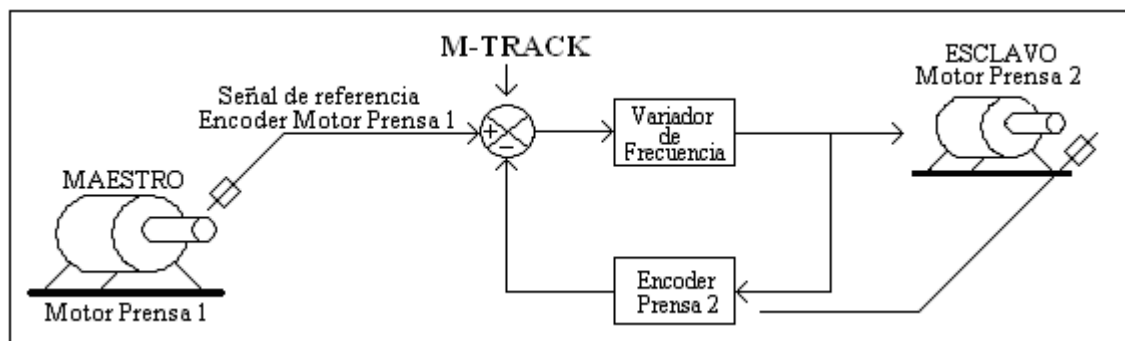 M-TRACK
Señal de referencia
Encoder Motor Prensa 1
MAESTRO
Motor Prensa 1
+
−
Variador
de
Frecuencia
ESCLAVO
Motor Prensa 2
Encoder
Prensa 2